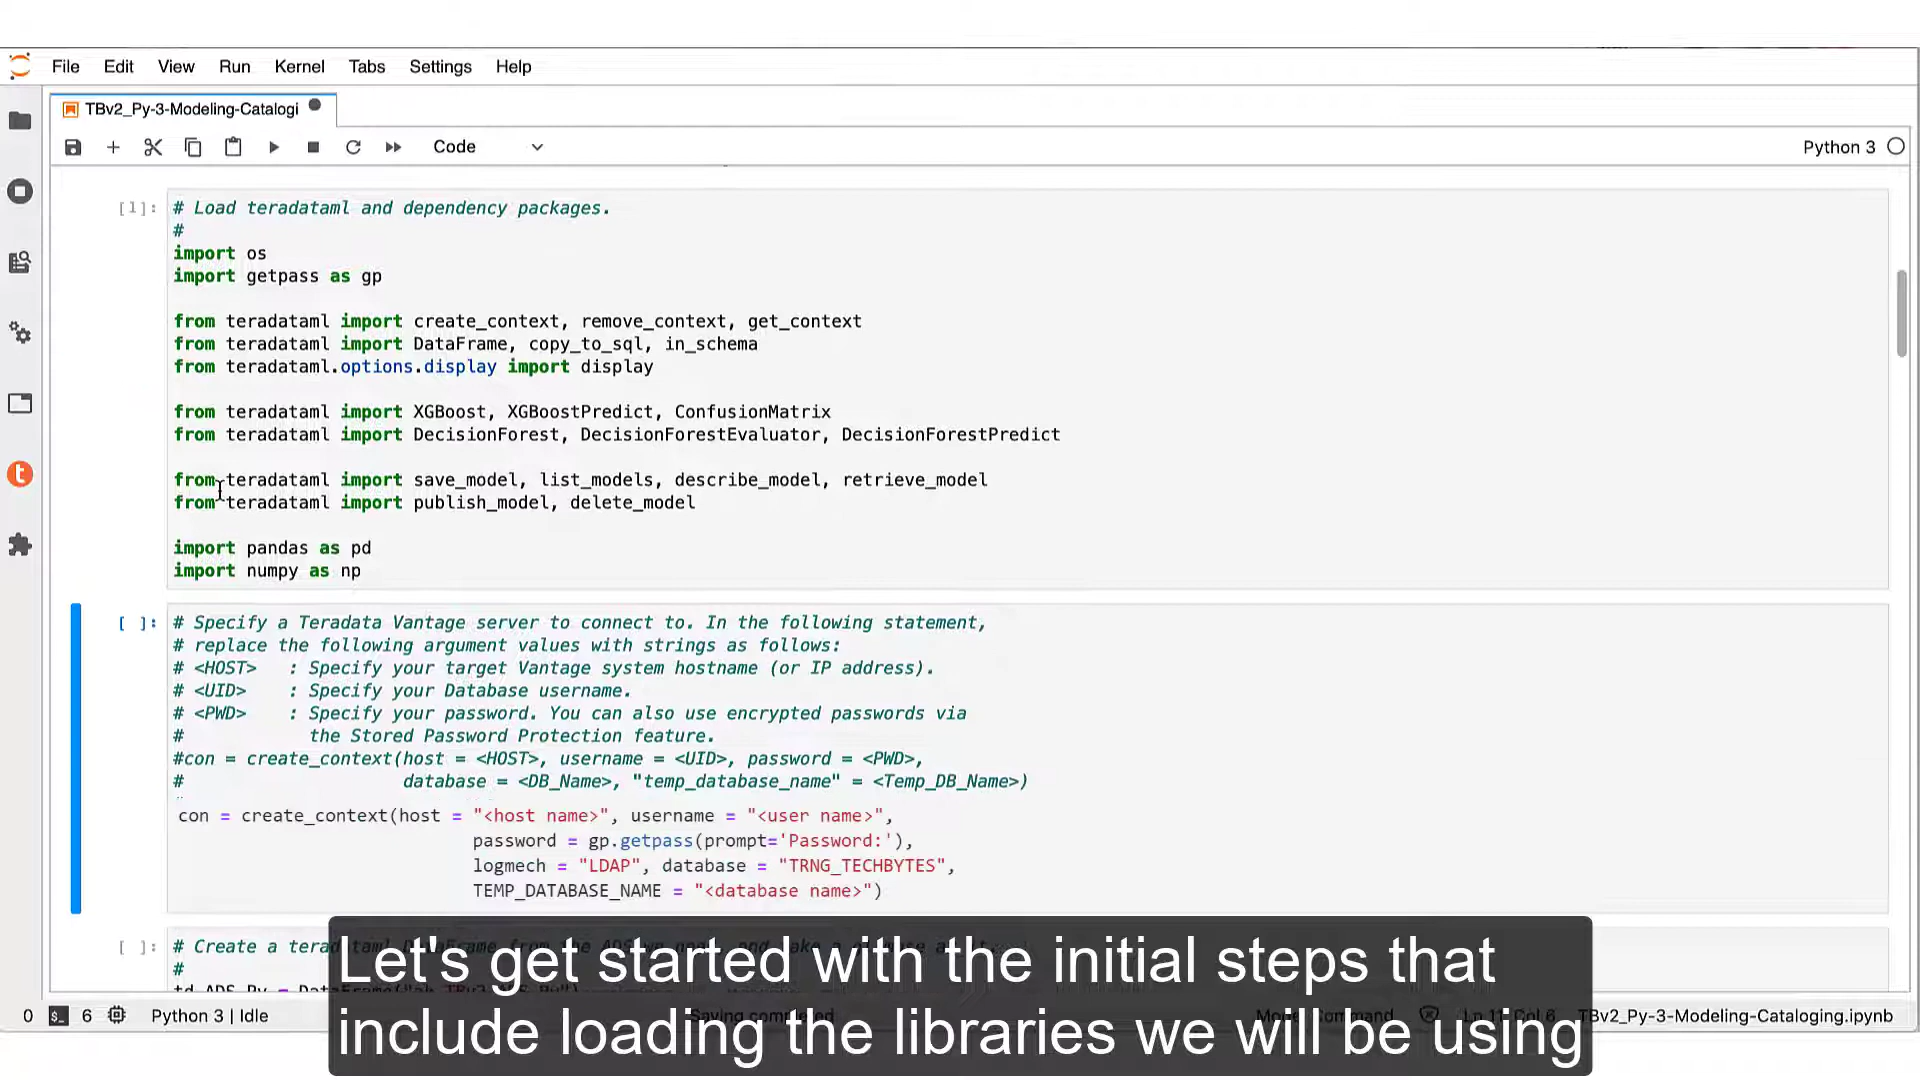 File Edit View Run Kernel Tabs Settings Help
TBv2_Py-3-Modeling-Catalogi
Code
Python 3
[1]: # Load teradataml and dependency packages.
#
import os
import getpass as gp
from teradataml import create_context, remove_context, get_context
from teradataml import DataFrame, copy_to_sql, in_schema
from teradataml.options.display import display
from teradataml import XGBoost, XGBoostPredict, ConfusionMatrix
from teradataml import DecisionForest, DecisionForestEvaluator, DecisionForestPredict
from teradataml import save_model, list_models, describe_model, retrieve_model
from teradataml import publish_model, delete_model
import pandas as pd
import numpy as np
[ ]: # Specify a Teradata Vantage server to connect to. In the following statement,
# replace the following argument values with strings as follows:
# <HOST> : Specify your target Vantage system hostname (or IP address).
# <UID> : Specify your Database username.
# <PWD> : Specify your password. You can also use encrypted passwords via
# the Stored Password Protection feature.
#con = create_context(host = <HOST>, username = <UID>, password = <PWD>,
# database = <DB_Name>, "temp_database_name" = <Temp_DB_Name>)
con = create_context(host = "<host name>", username = "<user name>",
password = gp.getpass(prompt='Password:'),
logmech = "LDAP", database = "TRNG_TECHBYTES",
TEMP_DATABASE_NAME = "<database name>")
[ ]: # Create a
#
Let's get started with the initial steps that
include loading the libraries we will be using
0 6 Python 3 | Idle
TBv2_Py-3-Modeling-Cataloging.ipynb